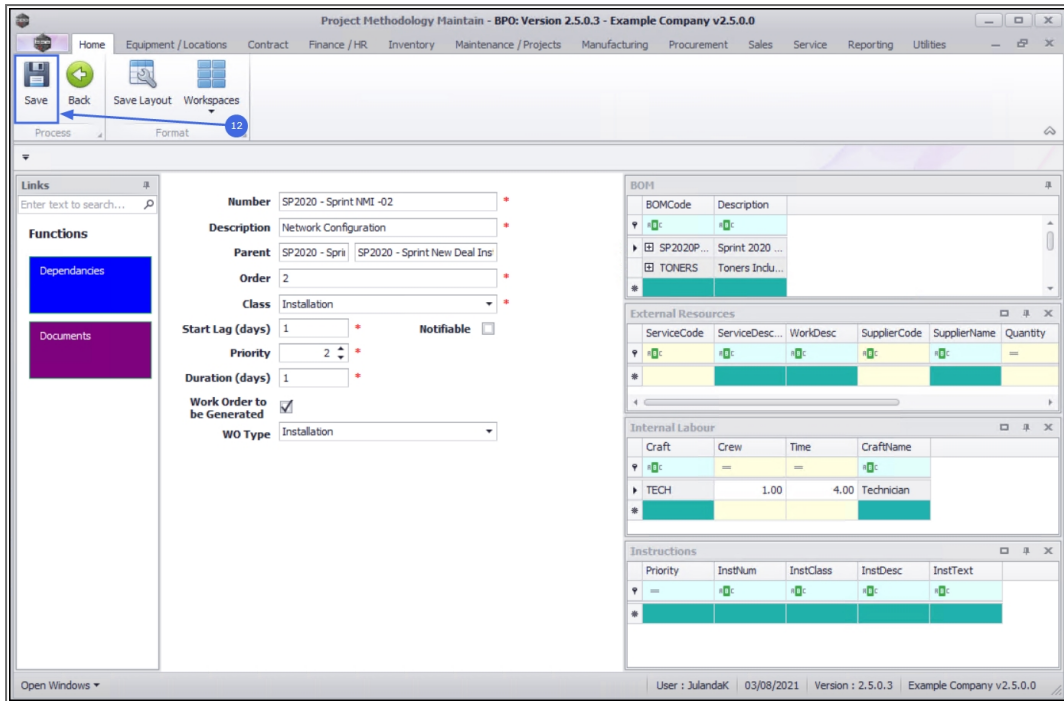 Project Methodology Maintain - BPO: Version 2.5.0.3 - Example Company v2.5.0.0
Home Equipment / Locations Contract Finance / HR Inventory Maintenance / Projects Manufacturing Procurement Sales Service Reporting Utilities
Save Back Save Layout Workspaces
12
Process Format
Links
Enter text to search...
Functions
Dependancies
Documents
Number SP2020 - Sprint NMI -02 *
Description Network Configuration *
Parent SP2020 - Spri SP2020 - Sprint New Deal Ins
Order 2 *
Class Installation *
Start Lag (days) 1 * Notifiable
Priority 2 *
Duration (days) 1 *
Work Order to
be Generated
WO Type Installation
BOM
BOMCode Description
SP2020P... Sprint 2020 ...
TONERS Toners Inclu...
External Resources
ServiceCode ServiceDesc... WorkDesc SupplierCode SupplierName Quantity
Internal Labour
Craft Crew Time CraftName
TECH 1.00 4.00 Technician
Instructions
Priority InstNum InstClass InstDesc InstText
Open Windows User : JulandaK 03/08/2021 Version : 2.5.0.3 Example Company v2.5.0.0